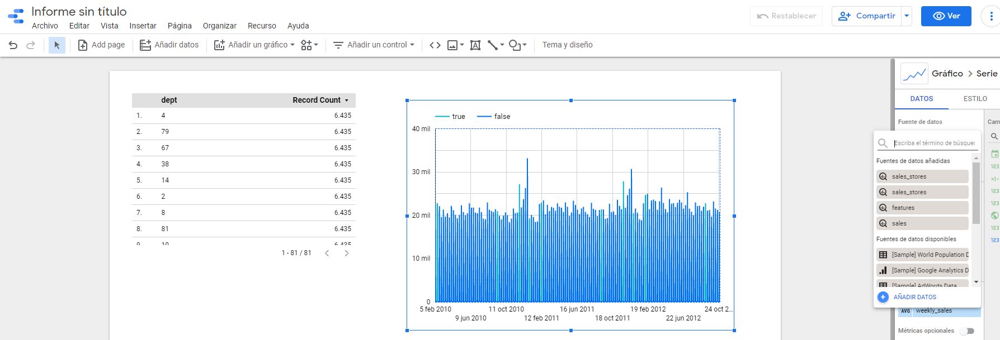 Informe sin título
Archivo Editar Vista Insertar Página Organizar Recurso Ayuda
Restablecer Compartir Ver
Add page Añadir datos Añadir un gráfico Añadir un control Tema y diseño
dept Record Count
1. 4 6.435
2. 79 6.435
3. 67 6.435
4. 38 6.435
5. 14 6.435
6. 2 6.435
7. 8 6.435
8. 81 6.435
9. 10 6.435
1 - 81 / 81
true false
40 mil
30 mil
20 mil
10 mil
0
5 feb 2010 11 oct 2010 16 jun 2011 19 feb 2012 24 oct 2...
9 jun 2010 12 feb 2011 18 oct 2011 22 jun 2012
Gráfico > Serie
DATOS ESTILO
Fuente de datos
Cam
Escriba el término de búsque
Fuentes de datos añadidas
sales_stores
sales_stores
features
sales
Fuentes de datos disponibles
[Sample] World Population D
[Sample] Google Analytics D
[Sample] AdWords Data
AÑADIR DATOS
123
123
123
123
123
AVG weekly_sales
Métricas opcionales